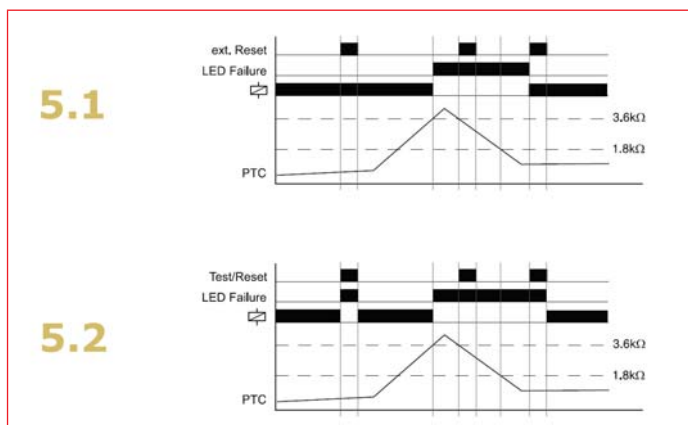 ext. Reset
LED Failure
5.1
3.6kΩ
1.8kΩ
PTC
Test/Reset
LED Failure
5.2
3.6kΩ
1.8kΩ
PTC